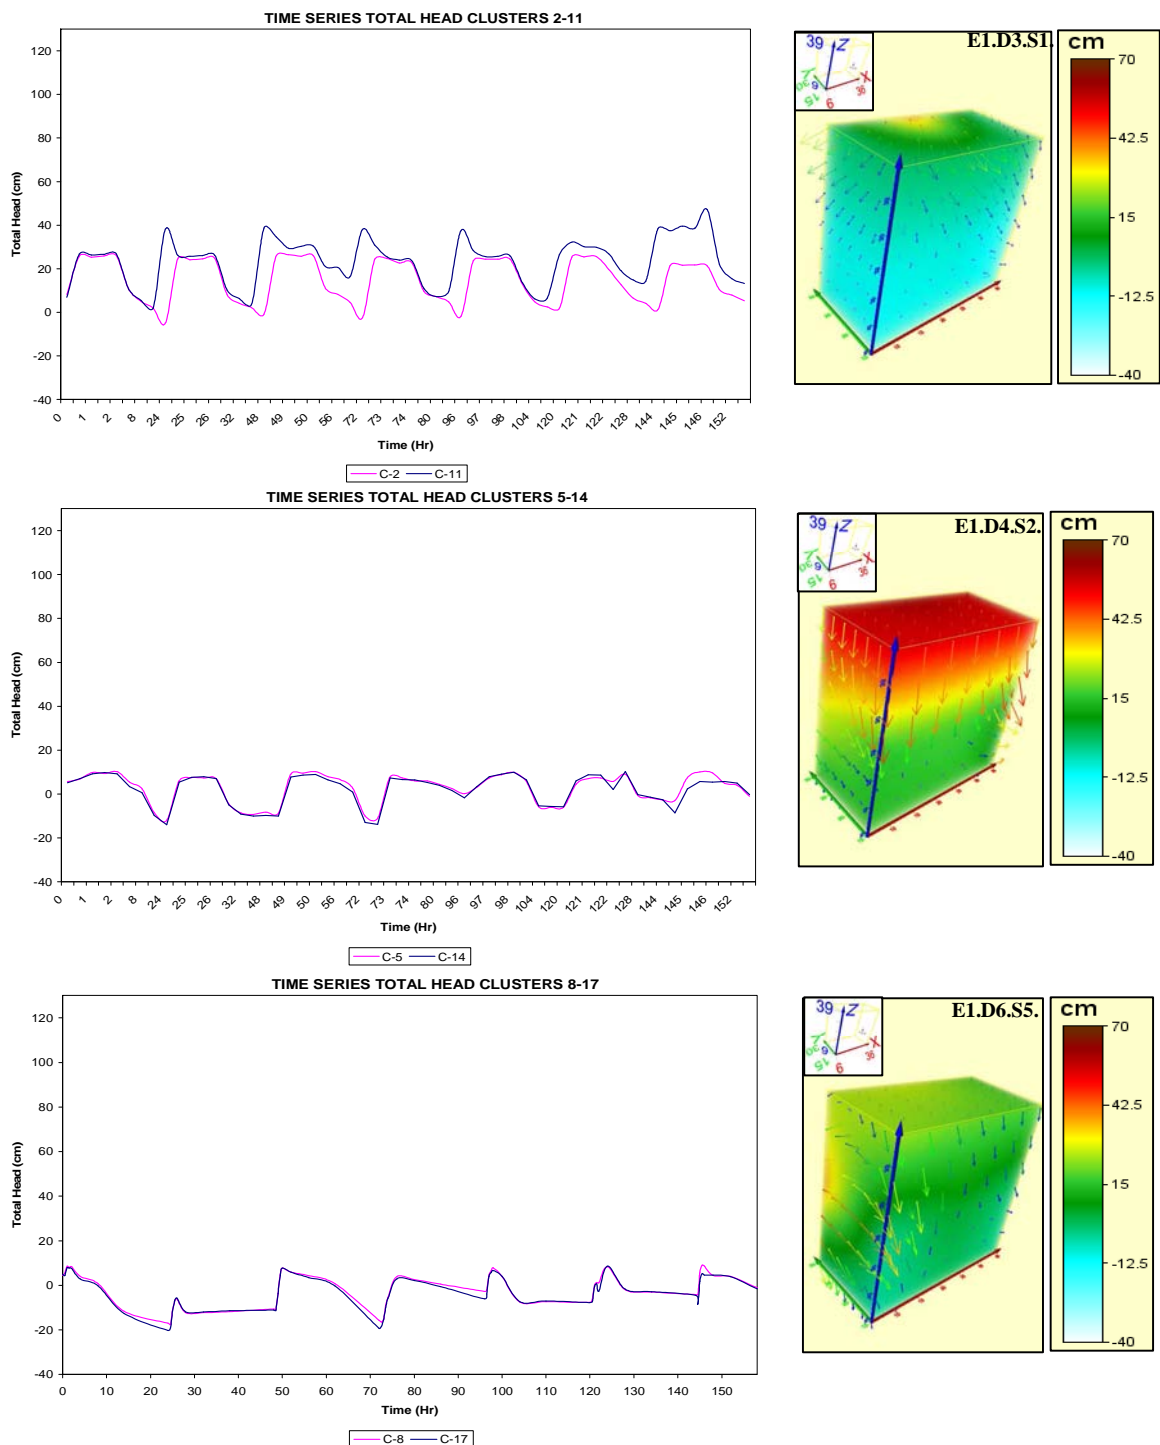 TIME SERIES TOTAL HEAD CLUSTERS 2-11
120
100
80
60
40
20
0
-20
-40
Total Head (cm)
0 1 2 8 24 25 26 32 48 49 50 56 72 73 74 80 96 97 98 104 120 121 122 128 144 145 146 152
Time (Hr)
C-2 C-11
E1.D3.S1.
39 Z
X
Y
30
15
6
9
36
cm
70
42.5
15
-12.5
-40
TIME SERIES TOTAL HEAD CLUSTERS 5-14
120
100
80
60
40
20
0
-20
-40
Total Head (cm)
0 1 2 8 24 25 26 32 48 49 50 56 72 73 74 80 96 97 98 104 120 121 122 128 144 145 146 152
Time (Hr)
C-5 C-14
E1.D4.S2.
39 Z
X
Y
30
15
6
9
36
cm
70
42.5
15
-12.5
-40
TIME SERIES TOTAL HEAD CLUSTERS 8-17
120
100
80
60
40
20
0
-20
-40
Total Head (cm)
0 10 20 30 40 50 60 70 80 90 100 110 120 130 140 150
Time (Hr)
C-8 C-17
E1.D6.S5.
39 Z
X
Y
30
15
6
9
36
cm
70
42.5
15
-12.5
-40